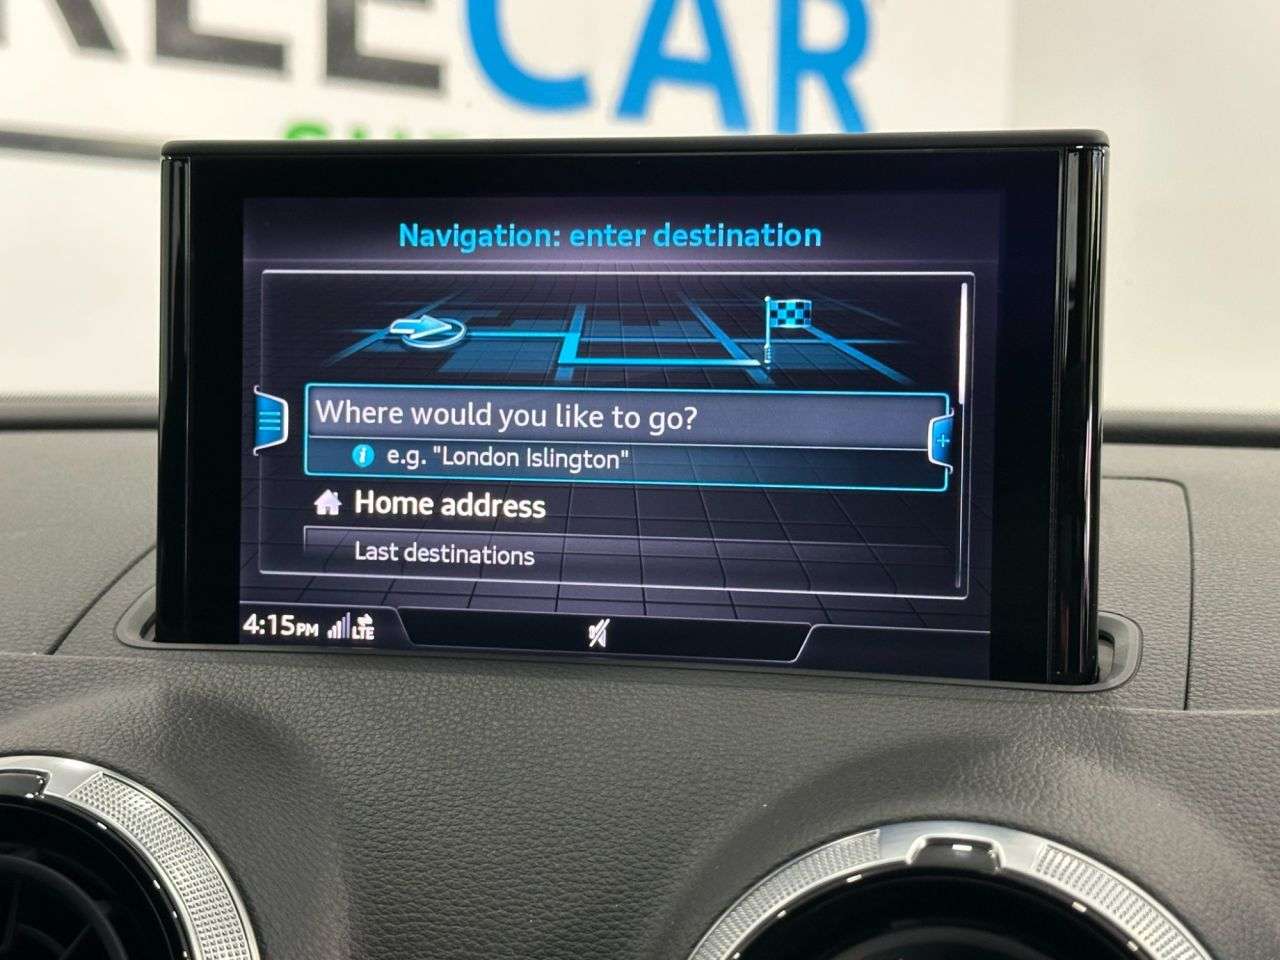 CAR
Navigation: enter destination
Where would you like to go?
e.g. "London Islington"
Home address
Last destinations
4:15PM LTE